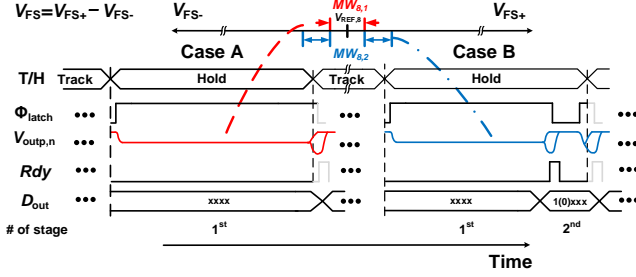 V_FS=V_FS+ − V_FS-
V_FS-
MW_8,1
V_REF,8
V_FS+
Case A
MW_8,2
Case B
T/H
Track
Hold
Track
Hold
Φ_latch
V_outp,n
Rdy
D_out
xxxx
xxxx
1(0)xxx
# of stage
1st
1st
2nd
Time